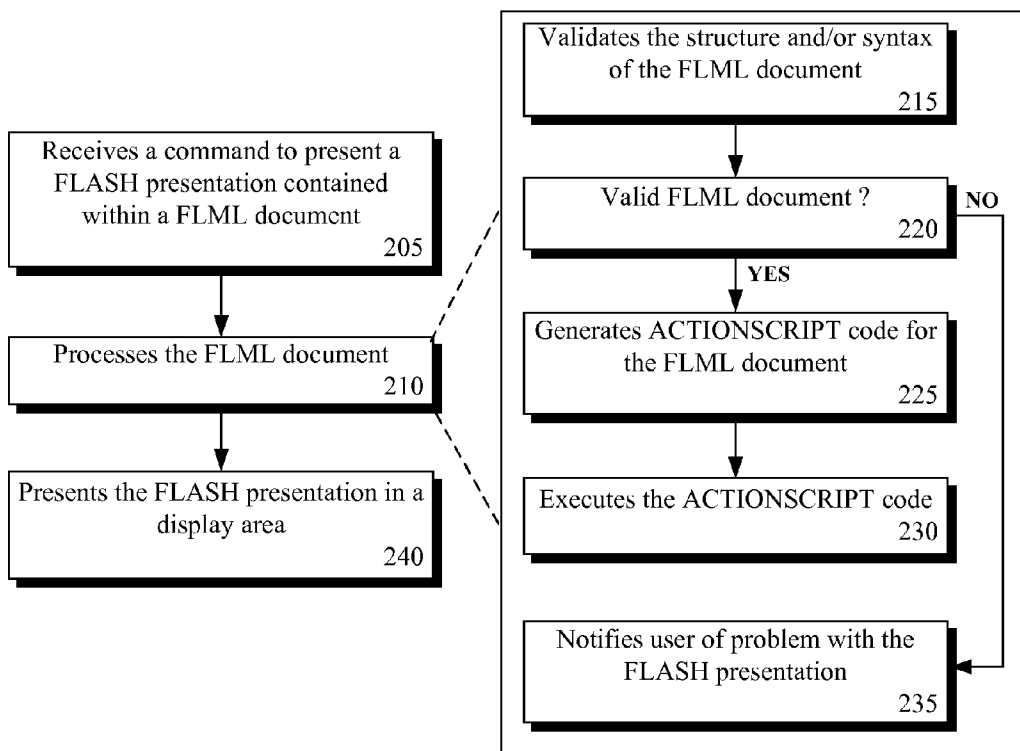 Receives a command to present a
FLASH presentation contained
within a FLML document
205
Processes the FLML document
210
Presents the FLASH presentation in a
display area
240
Validates the structure and/or syntax
of the FLML document
215
Valid FLML document ?
220
NO
YES
Generates ACTIONSCRIPT code for
the FLML document
225
Executes the ACTIONSCRIPT code
230
Notifies user of problem with the
FLASH presentation
235